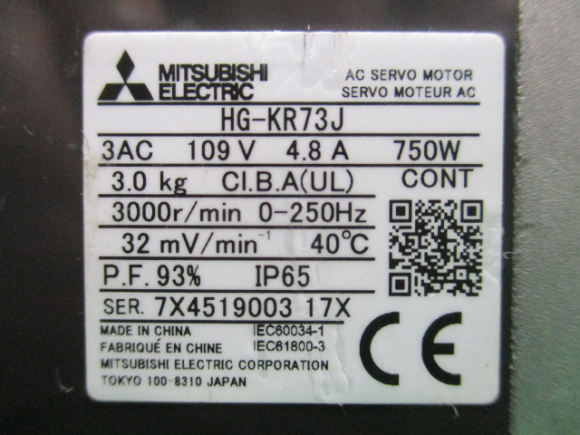 MITSUBISHI ELECTRIC
AC SERVO MOTOR
SERVO MOTEUR AC
HG-KR73J
3AC 109 V 4.8 A 750W
3.0 kg CI.B.A(UL) CONT
3000r/min 0-250Hz
32 mV/min⁻¹ 40℃
P.F. 93% IP65
SER. 7X4519003 17X
MADE IN CHINA IEC60034-1
FABRIQUÉ EN CHINE IEC61800-3
MITSUBISHI ELECTRIC CORPORATION
TOKYO 100-8310 JAPAN
CE